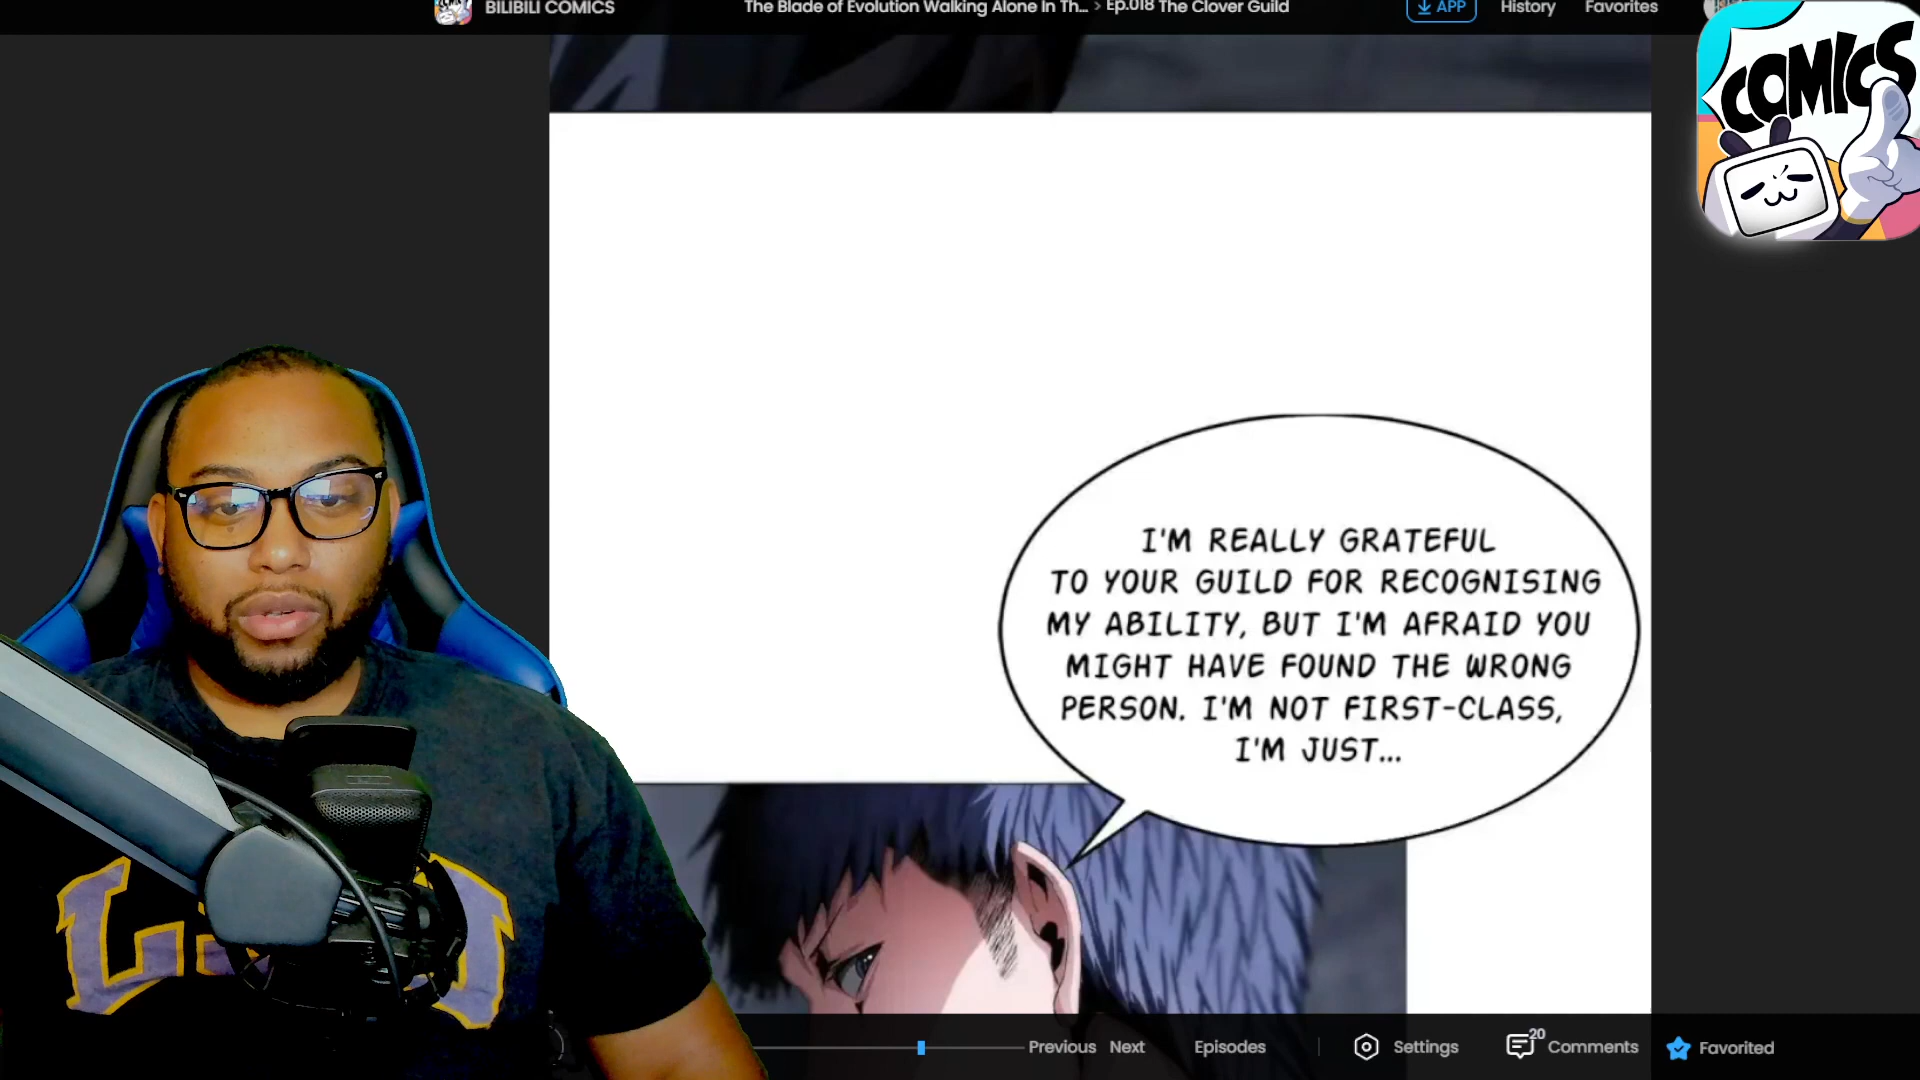 BILIBILI COMICS
The Blade of Evolution Walking Alone In Th... > Ep.018 The Clover Guild
APP
History
Favorites
COMICS
I'M REALLY GRATEFUL
TO YOUR GUILD FOR RECOGNISING
MY ABILITY, BUT I'M AFRAID YOU
MIGHT HAVE FOUND THE WRONG
PERSON. I'M NOT FIRST-CLASS,
I'M JUST...
Previous
Next
Episodes
Settings
20
Comments
Favorited